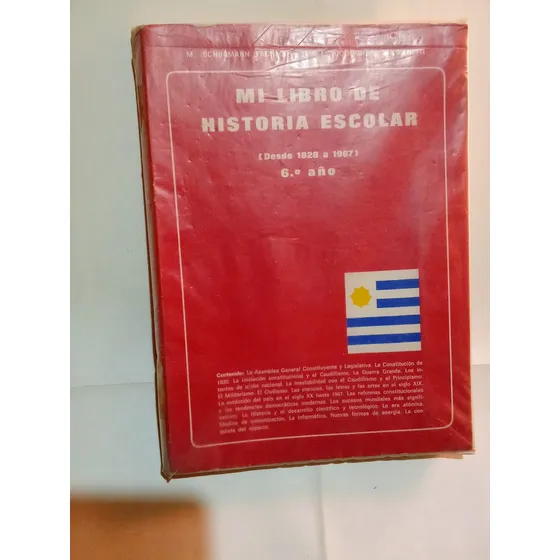 M. SCHURMANN
MI LIBRO DE
HISTORIA ESCOLAR
(Desde 1828 a 1967)
6.º año
Contenido: La Asamblea General Constituyente y Legislativa. La Constitución de
1830. La iniciación constitucional y el Caudillismo. La Guerra Grande. Los in-
tentos de unión nacional. La inestabilidad con el Caudillismo y el Principismo.
El Militarismo. El Civilismo. Las ciencias, las letras y las artes en el siglo XIX.
La evolución del país en el siglo XX hasta 1967. Las reformas constitucionales
y las tendencias democráticas modernas. Los sucesos mundiales más signifi-
cativos. La Historia y el desarrollo científico y tecnológico. La era atómica.
Medios de comunicación. La informática. Nuevas formas de energía. La con-
quista del espacio.